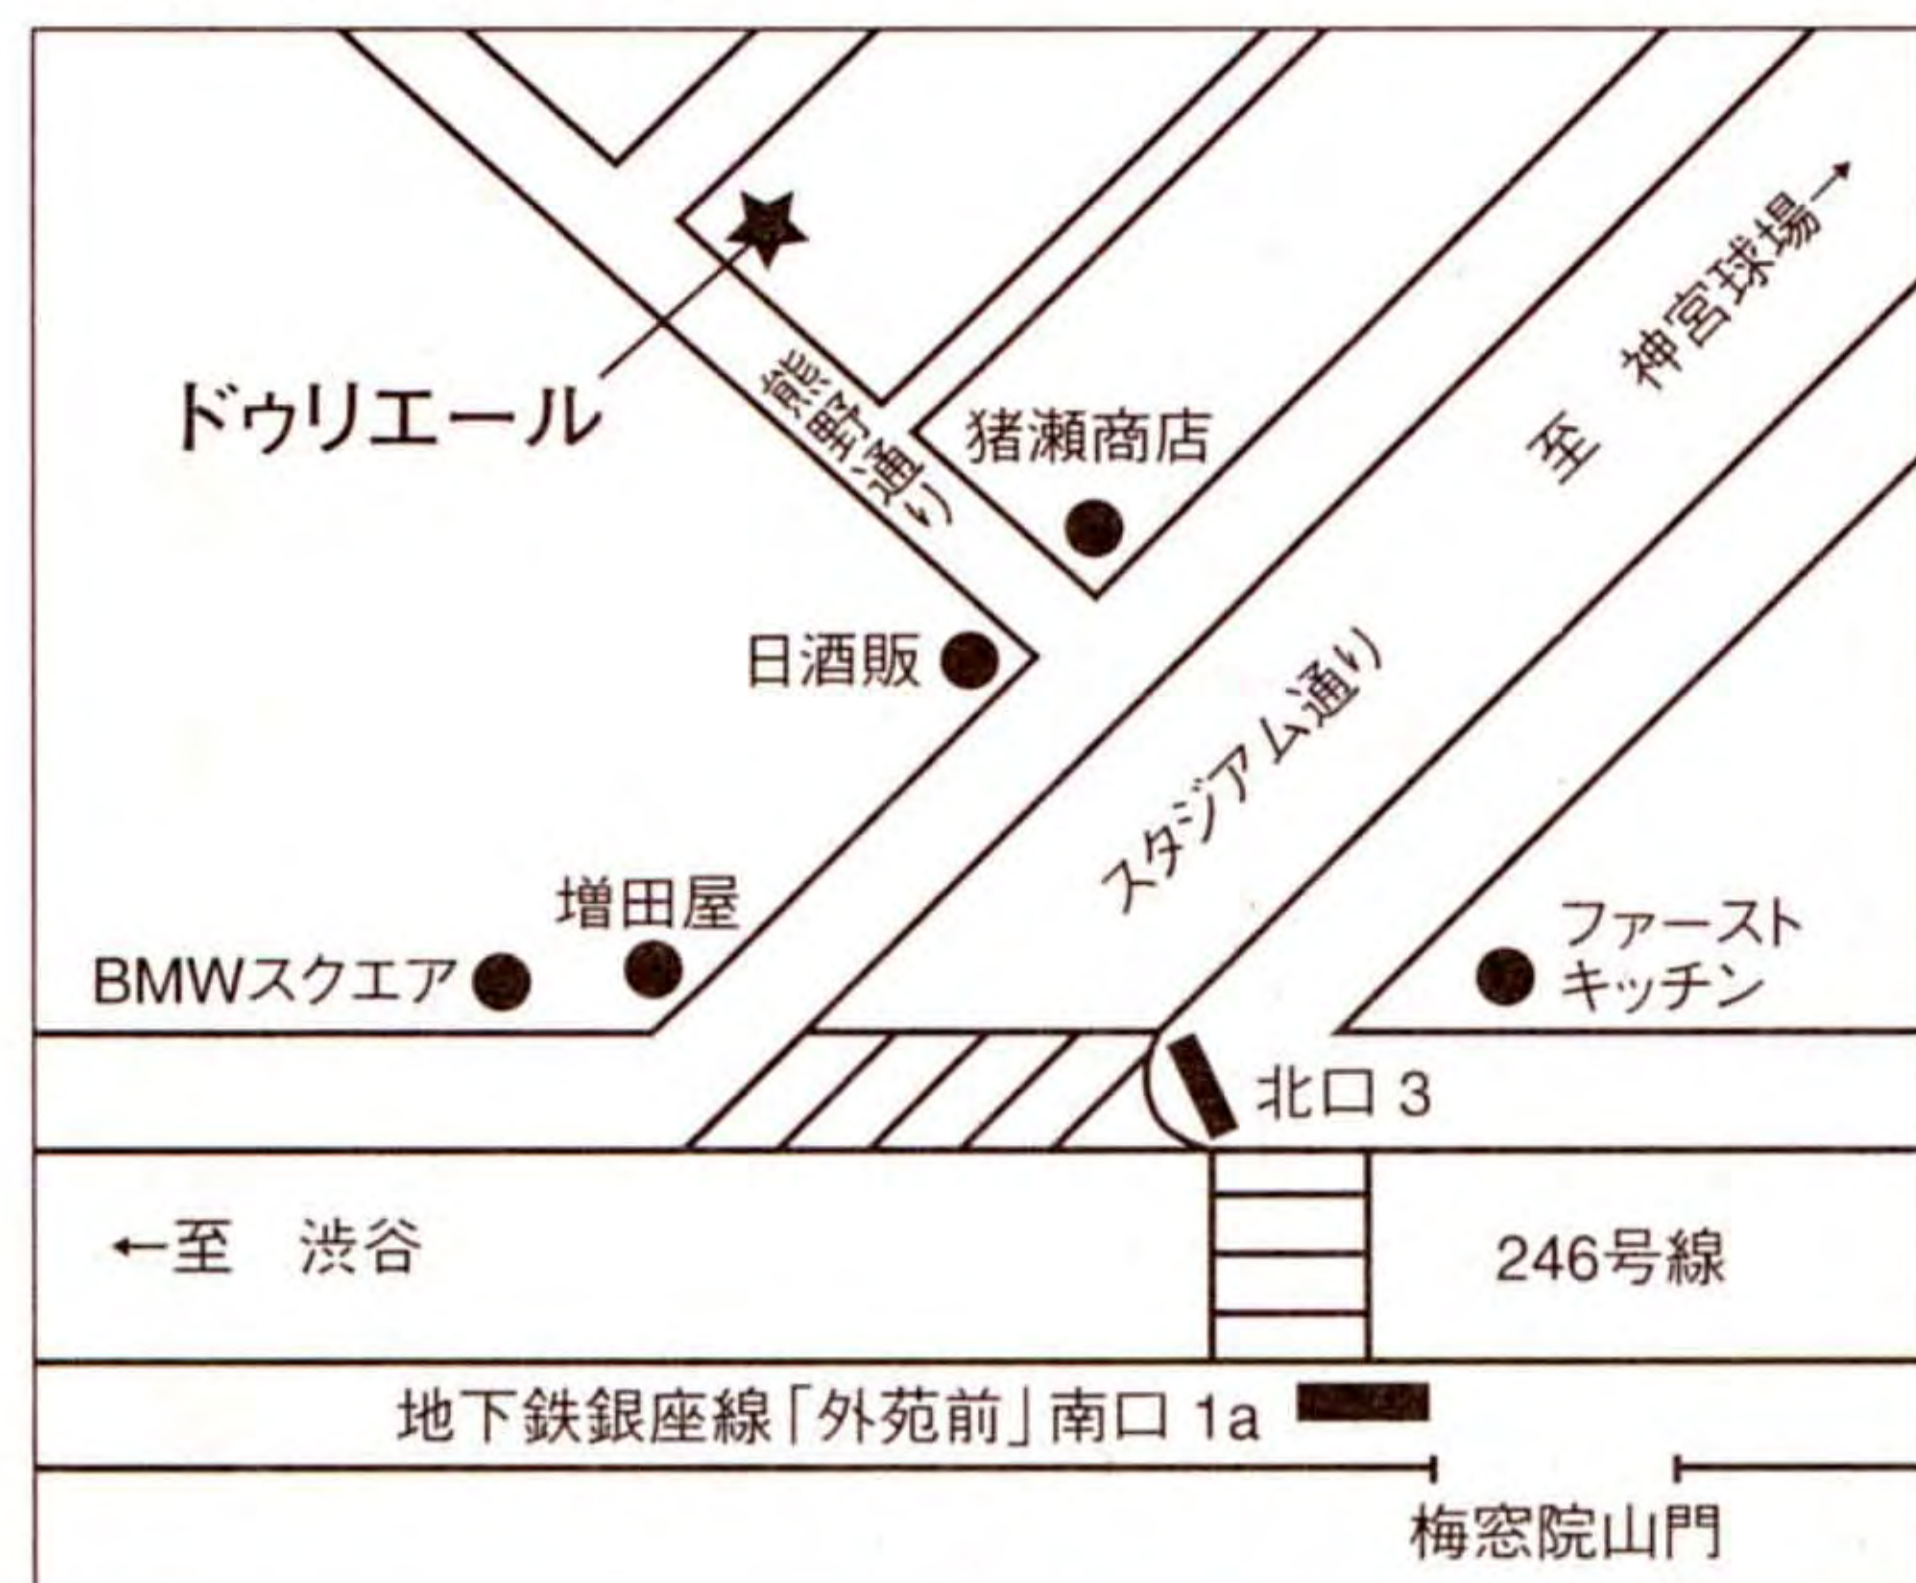 至 神宮球場→
ドゥリエール
熊野通り
猪瀬商店
日酒販
スタジアム通り
増田屋
BMWスクエア
ファースト
キッチン
北口 3
←至 渋谷
246号線
地下鉄銀座線「外苑前」南口 1a
梅窓院山門